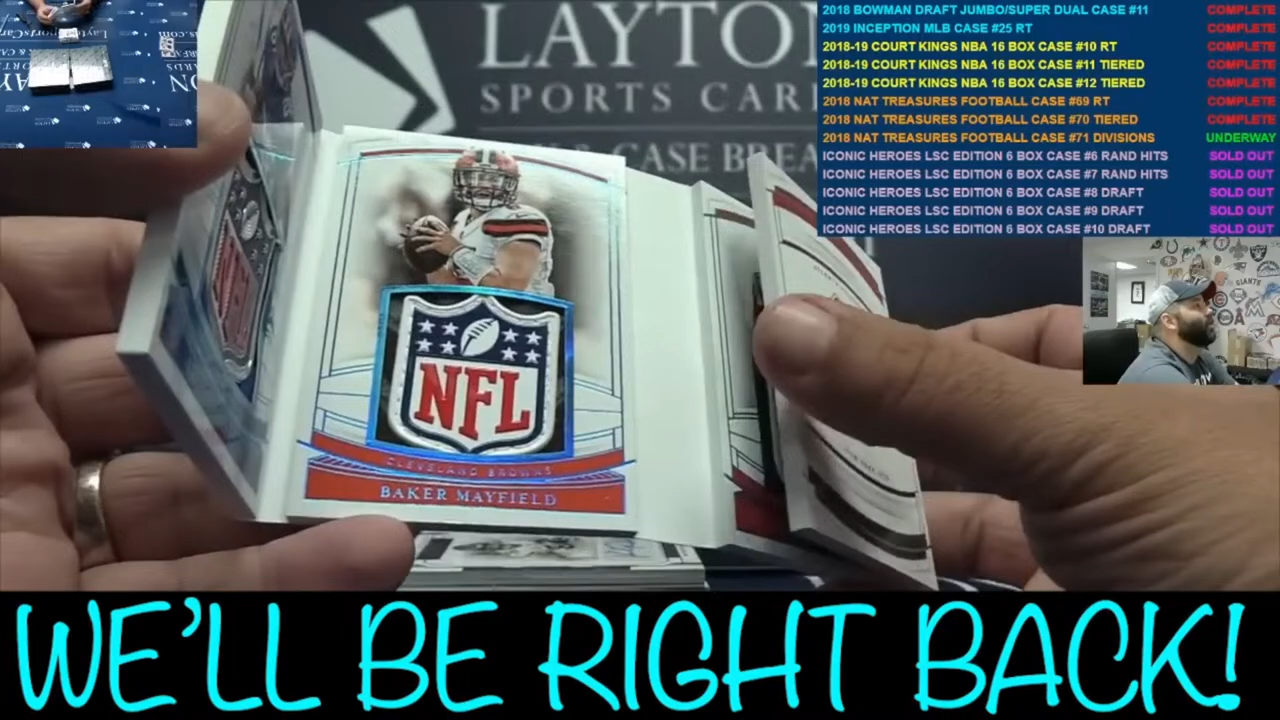 LAYTON
SPORTS CAR
& CASE BREA
2018 BOWMAN DRAFT JUMBO/SUPER DUAL CASE #11 COMPLETE
2019 INCEPTION MLB CASE #25 RT COMPLETE
2018-19 COURT KINGS NBA 16 BOX CASE #10 RT COMPLETE
2018-19 COURT KINGS NBA 16 BOX CASE #11 TIERED COMPLETE
2018-19 COURT KINGS NBA 16 BOX CASE #12 TIERED COMPLETE
2018 NAT TREASURES FOOTBALL CASE #69 RT COMPLETE
2018 NAT TREASURES FOOTBALL CASE #70 TIERED COMPLETE
2018 NAT TREASURES FOOTBALL CASE #71 DIVISIONS UNDERWAY
ICONIC HEROES LSC EDITION 6 BOX CASE #6 RAND HITS SOLD OUT
ICONIC HEROES LSC EDITION 6 BOX CASE #7 RAND HITS SOLD OUT
ICONIC HEROES LSC EDITION 6 BOX CASE #8 DRAFT SOLD OUT
ICONIC HEROES LSC EDITION 6 BOX CASE #9 DRAFT SOLD OUT
ICONIC HEROES LSC EDITION 6 BOX CASE #10 DRAFT SOLD OUT
NFL
CLEVELAND BROWNS
BAKER MAYFIELD
WE'LL BE RIGHT BACK!